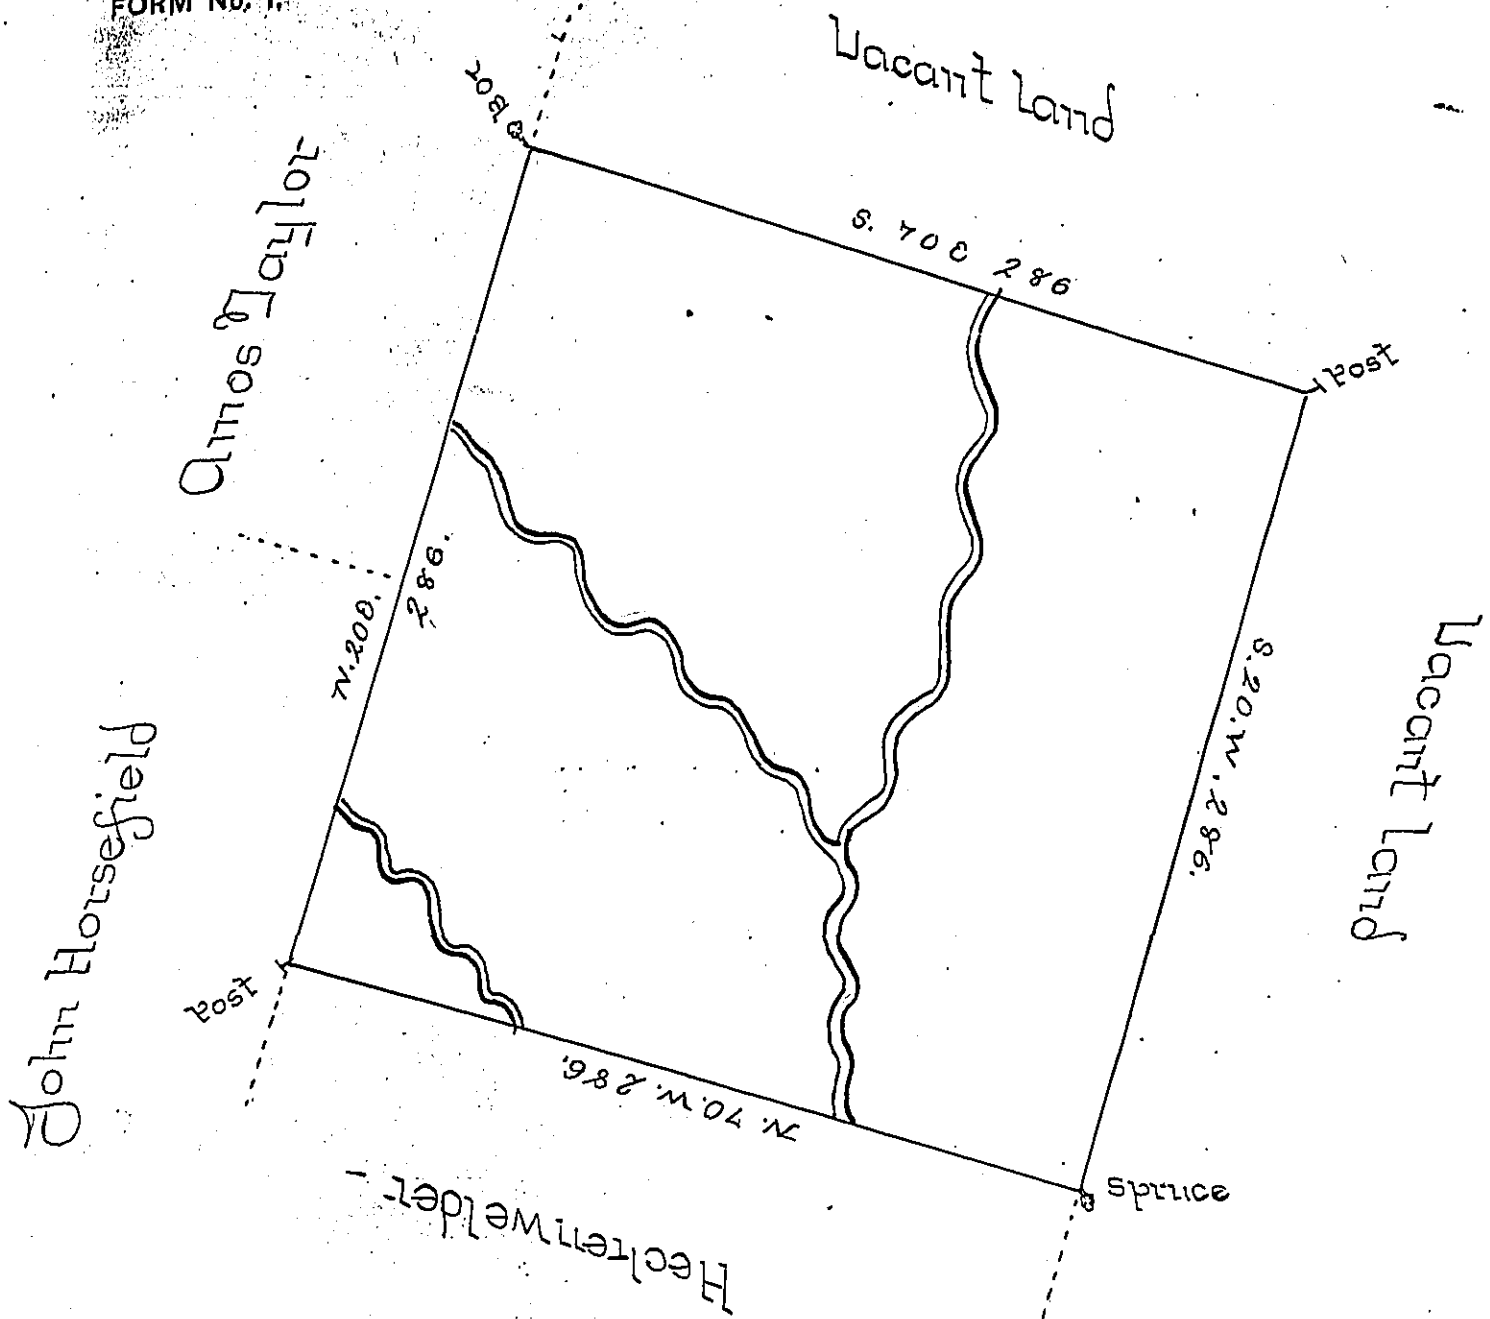 FORM No. 1.
Vacant land
S. 70 E 286
post
Amos Taylor
N. 20 E.
286.
S. 20. W. 286.
Vacant land
John Horsefield
post
N. 70. W. 286.
spruce
Heckenwelder -